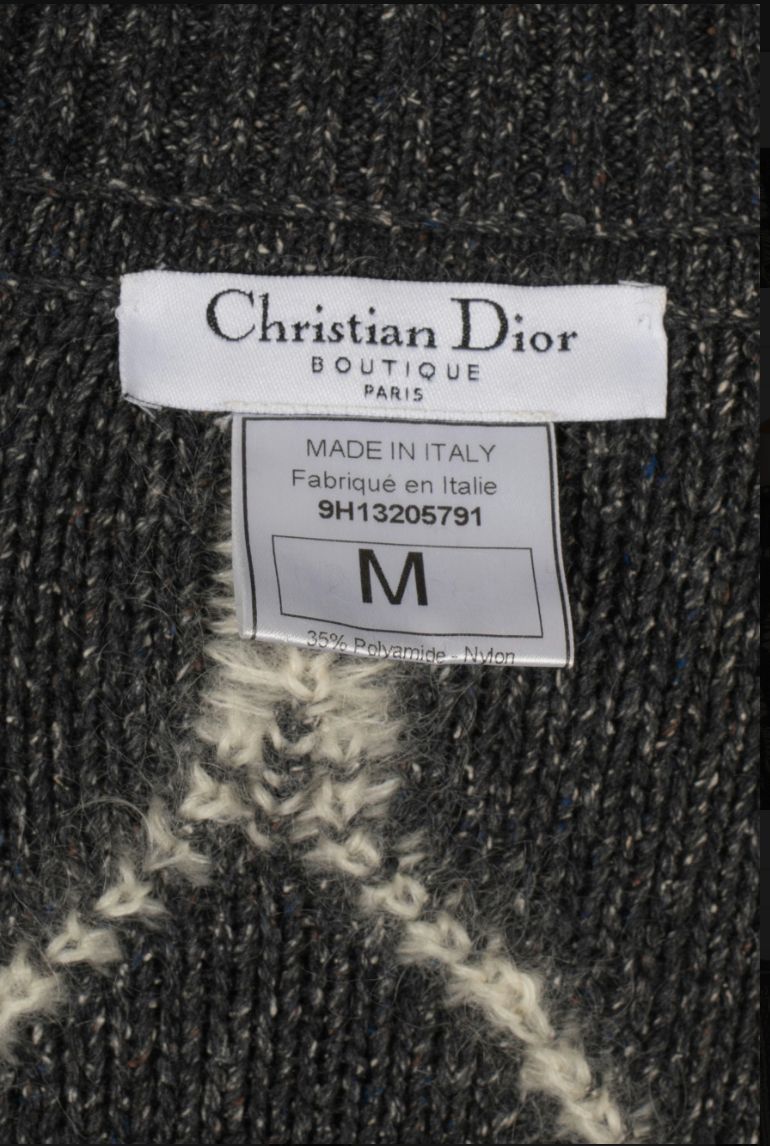 Christian Dior
BOUTIQUE
PARIS
MADE IN ITALY
Fabriqué en Italie
9H13205791
M
35% Polyamide - Nylon